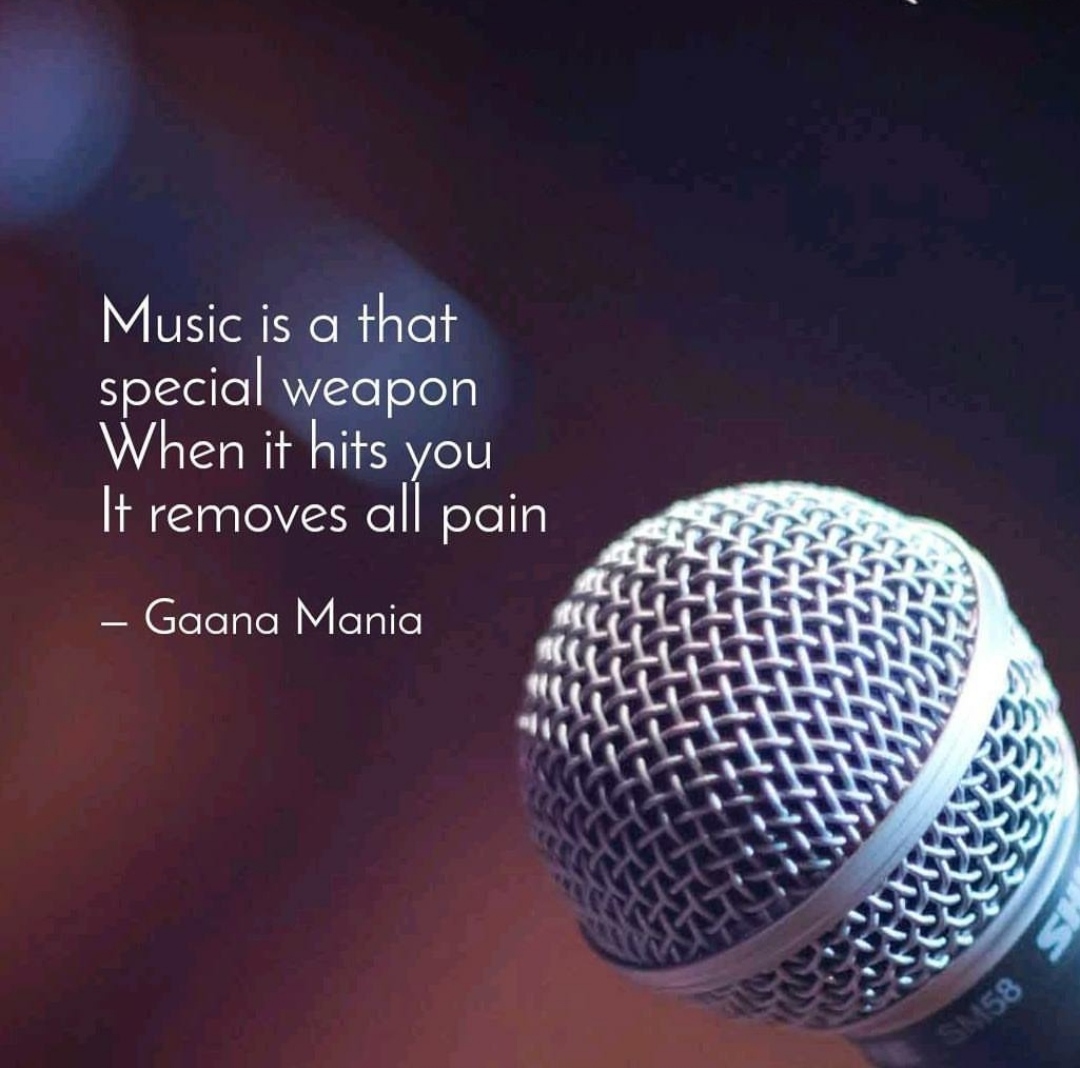 Music is a that
special weapon
When it hits you
It removes all pain
– Gaana Mania
SM58